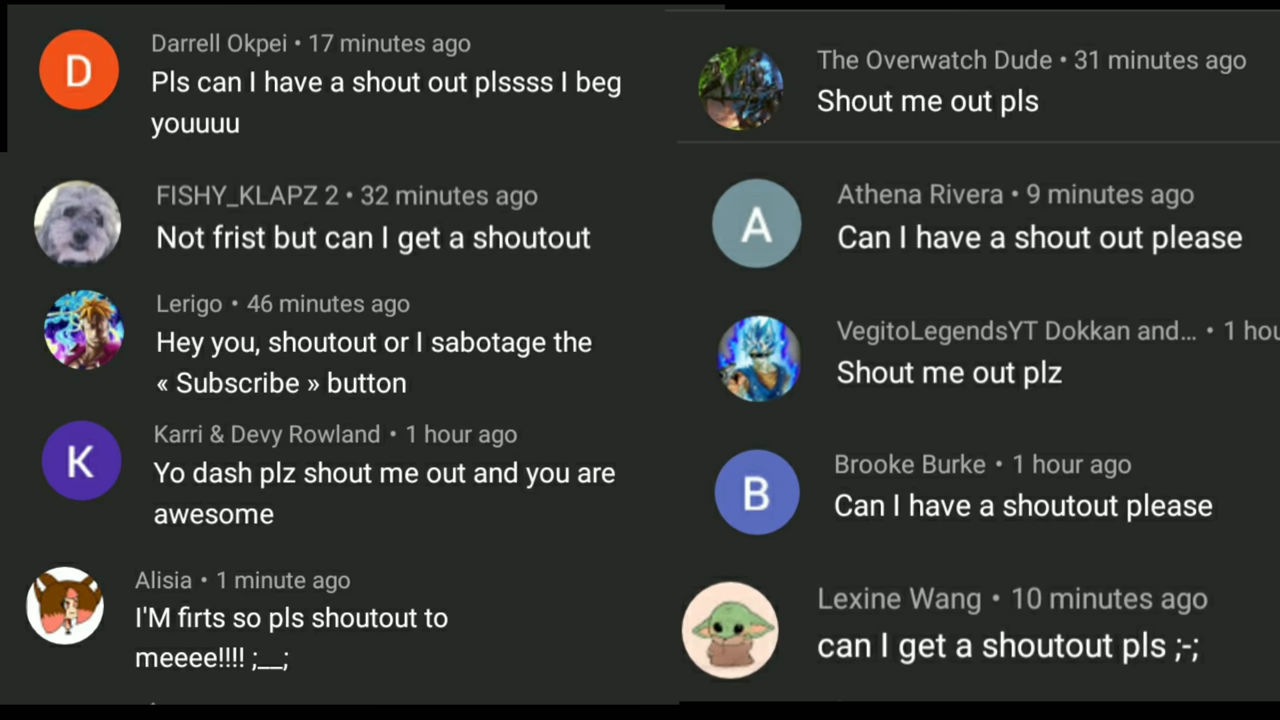 D
Darrell Okpei • 17 minutes ago
Pls can I have a shout out plssss I beg
youuuu
FISHY_KLAPZ 2 • 32 minutes ago
Not frist but can I get a shoutout
Lerigo • 46 minutes ago
Hey you, shoutout or I sabotage the
« Subscribe » button
K
Karri & Devy Rowland • 1 hour ago
Yo dash plz shout me out and you are
awesome
Alisia • 1 minute ago
I'M firts so pls shoutout to
meeee!!!! ;__;
The Overwatch Dude • 31 minutes ago
Shout me out pls
A
Athena Rivera • 9 minutes ago
Can I have a shout out please
VegitoLegendsYT Dokkan and... • 1 hou
Shout me out plz
B
Brooke Burke • 1 hour ago
Can I have a shoutout please
Lexine Wang • 10 minutes ago
can I get a shoutout pls ;-;